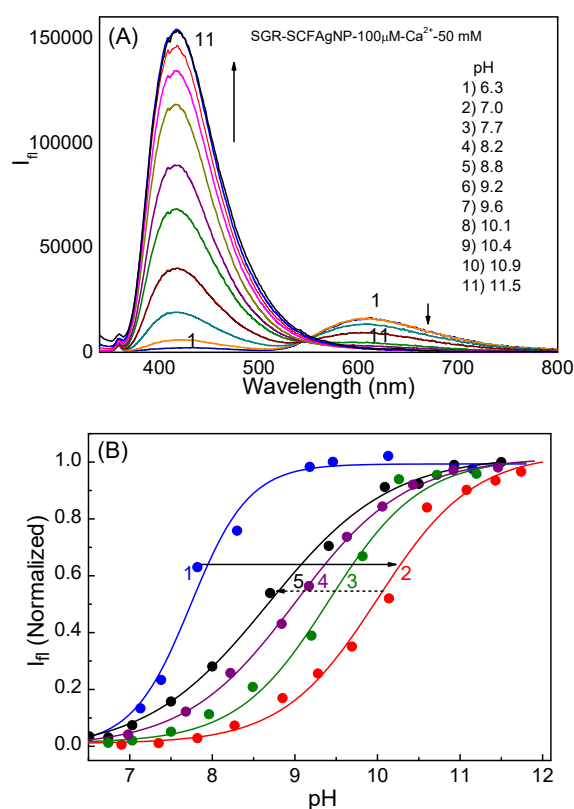 (A)
SGR-SCFAgNP-100μM-Ca²⁺-50 mM
11
pH
1) 6.3
2) 7.0
3) 7.7
4) 8.2
5) 8.8
6) 9.2
7) 9.6
8) 10.1
9) 10.4
10) 10.9
11) 11.5
1
1
11
150000
100000
50000
0
I_fl
400 500 600 700 800
Wavelength (nm)
(B)
1 5 4 3 2
1.0
0.8
0.6
0.4
0.2
0.0
I_fl (Normalized)
7 8 9 10 11 12
pH